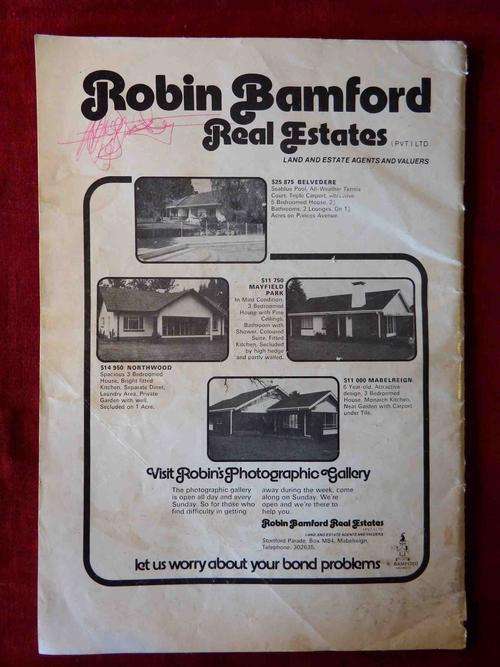 Robin Bamford
Real Estates (PVT) LTD
LAND AND ESTATE AGENTS AND VALUERS
$25 875 BELVEDERE
Seablue Pool, All-Weather Tennis
Court, Triple Carport,
5 Bedroomed House, 2½
Bathrooms, 2 Lounges. On 1½
Acres on Princes Avenue.
$11 750
MAYFIELD
PARK
In Mint Condition,
3 Bedroomed
House with Pine
Ceilings,
Bathroom with
Shower, Coloured
Suite, Fitted
Kitchen, Secluded
by high hedge
and partly walled.
$14 950 NORTHWOOD
Spacious 3 Bedroomed
House, Bright fitted
Kitchen, Separate Diner,
Laundry Area, Private
Garden with well.
Secluded on 1 Acre.
$11 000 MABELREIGN
6 Year-old, Attractive
design, 3 Bedroomed
House, Monarch Kitchen,
Neat Garden with Carport
under Tile.
Visit Robin's Photographic Gallery
The photographic gallery
is open all day and every
Sunday. So for those who
find difficulty in getting
away during the week, come
along on Sunday. We're
open and we're there to
help you.
Robin Bamford Real Estates
(PVT) LTD
LAND AND ESTATE AGENTS AND VALUERS
Stortford Parade, Box M84, Mabelreign,
Telephone: 302635.
let us worry about your bond problems
BAMFORD